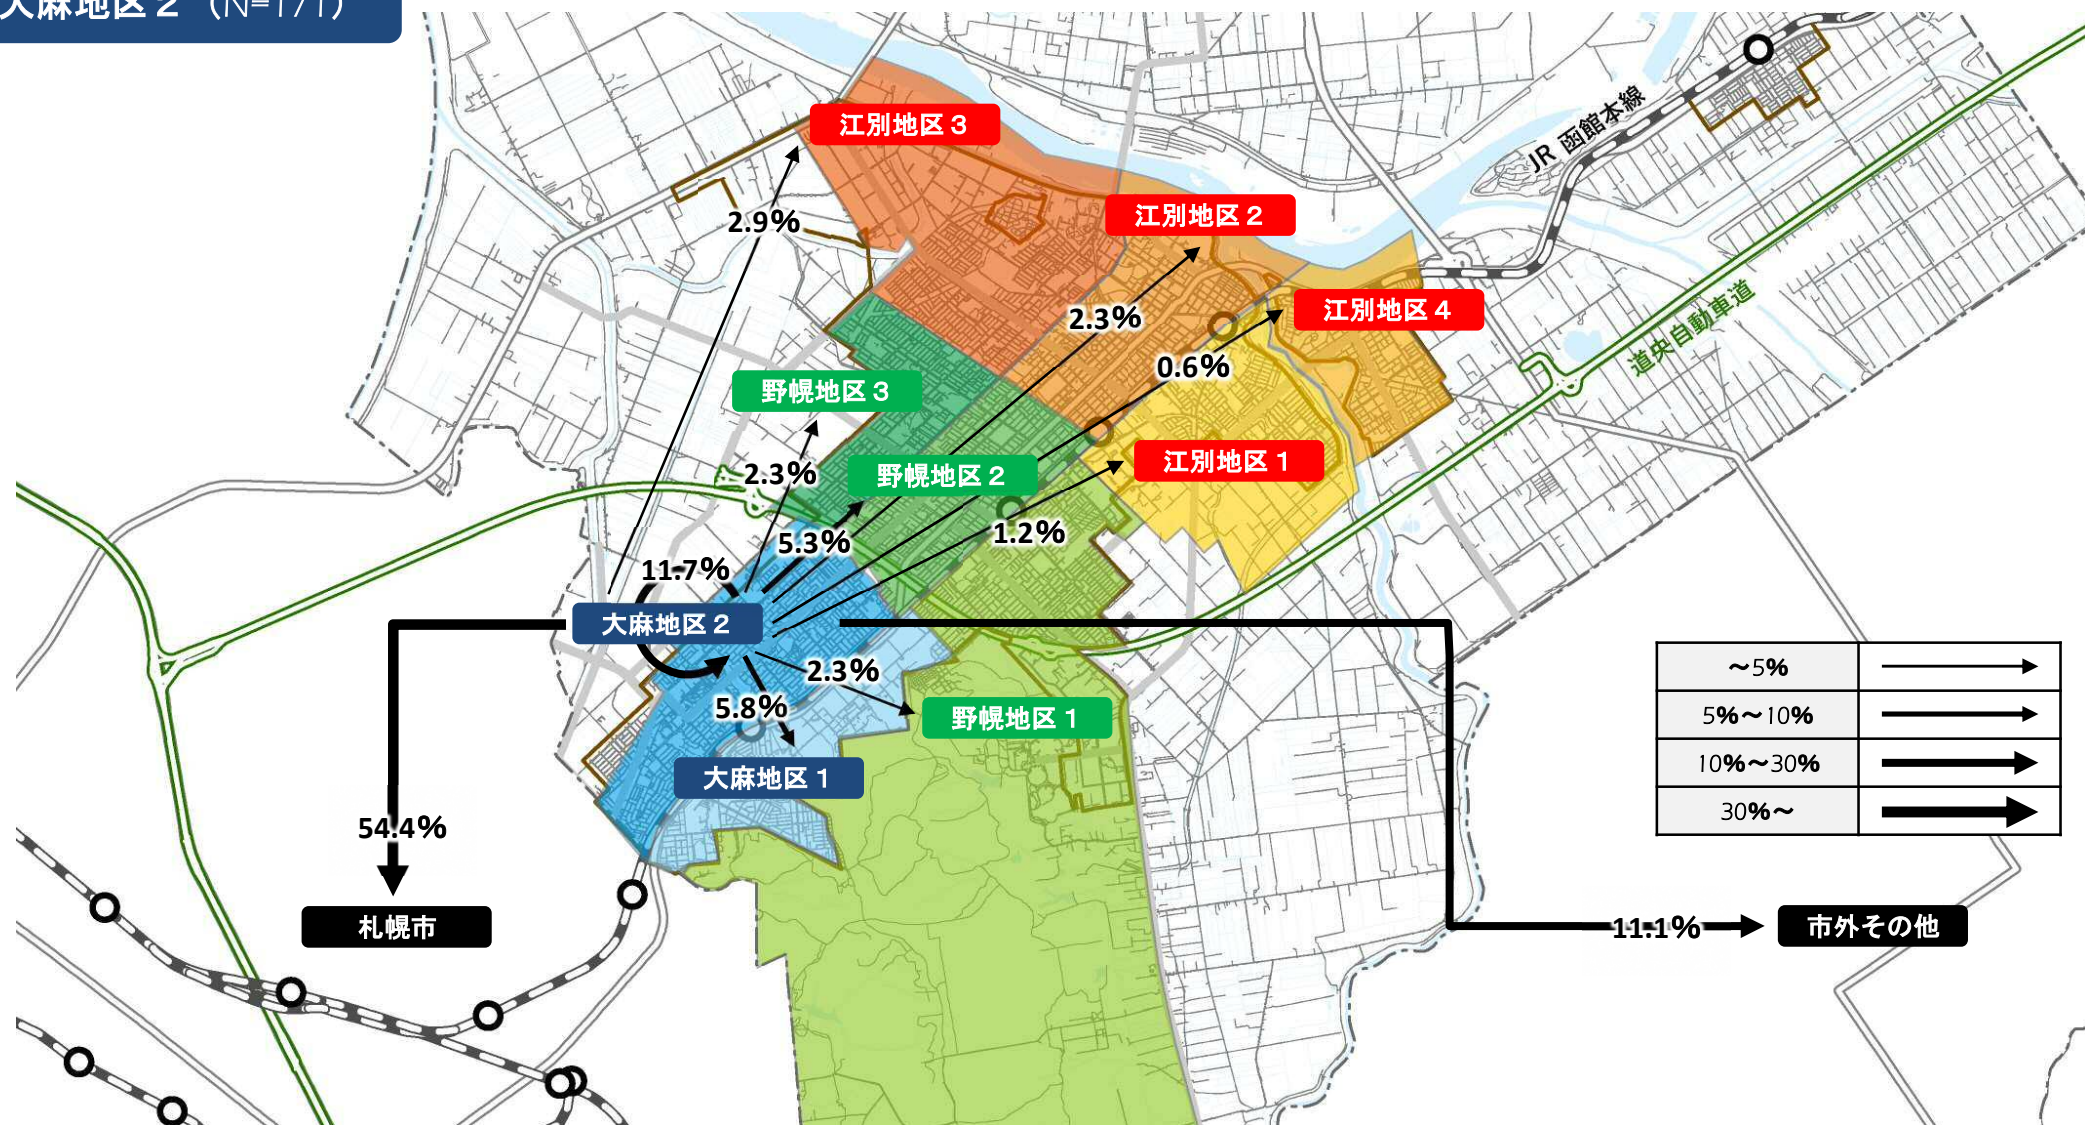 大麻地区２（N=171）
江別地区３
江別地区２
江別地区４
江別地区１
野幌地区３
野幌地区２
野幌地区１
大麻地区２
大麻地区１
JR 函館本線
道央自動車道
2.9%
2.3%
0.6%
2.3%
1.2%
5.3%
11.7%
2.3%
5.8%
54.4%
11.1%
札幌市
市外その他
～5%
5%～10%
10%～30%
30%～